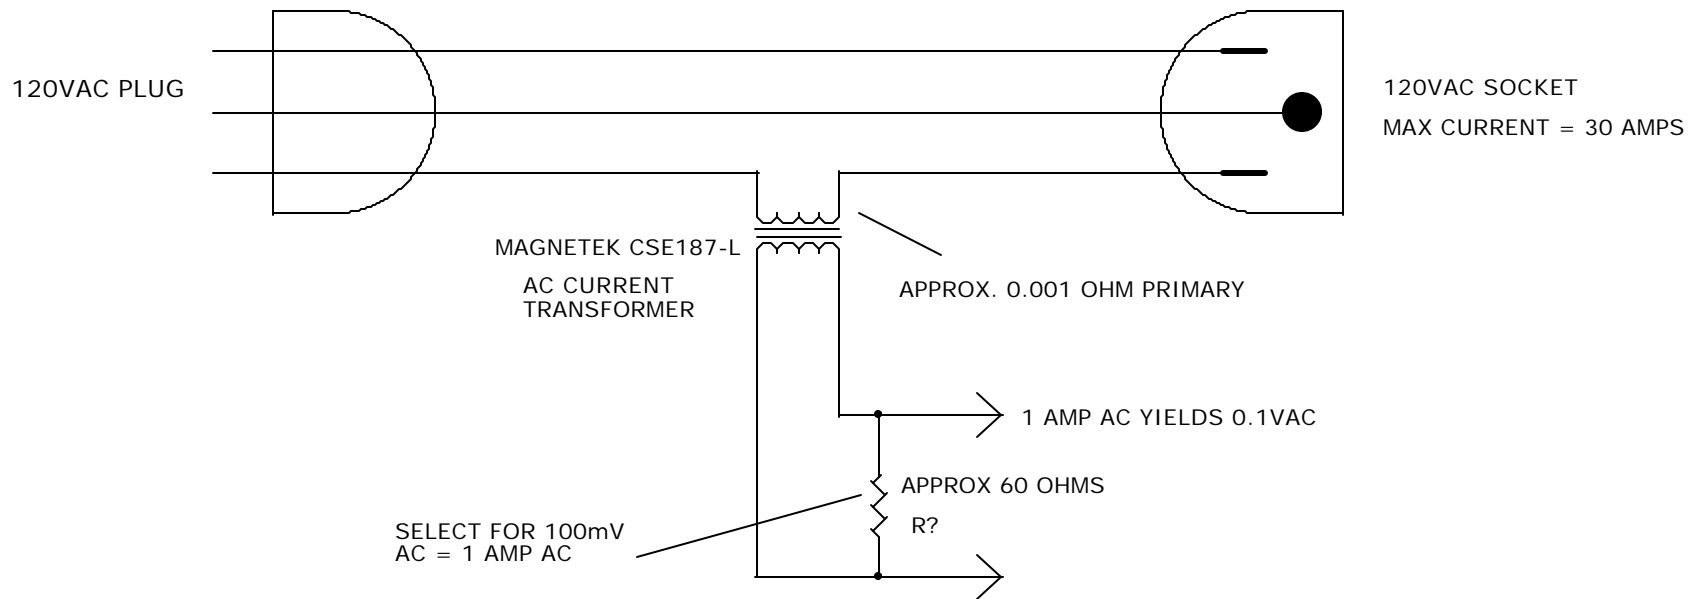 120VAC PLUG
120VAC SOCKET
MAX CURRENT = 30 AMPS
MAGNETEK CSE187-L
AC CURRENT
TRANSFORMER
APPROX. 0.001 OHM PRIMARY
1 AMP AC YIELDS 0.1VAC
APPROX 60 OHMS
R?
SELECT FOR 100mV
AC = 1 AMP AC